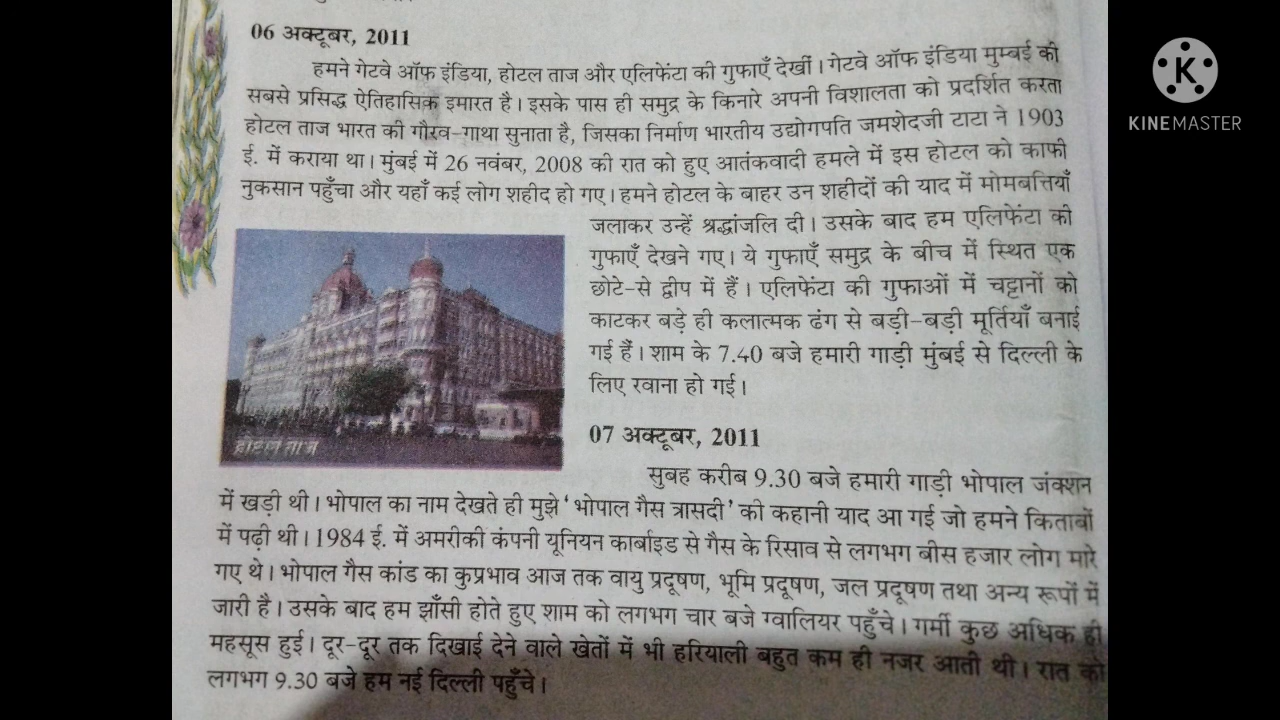 06 अक्टूबर, 2011
हमने गेटवे ऑफ इंडिया, होटल ताज और एलिफेंटा की गुफाएँ देखीं। गेटवे ऑफ इंडिया मुम्बई की
सबसे प्रसिद्ध ऐतिहासिक इमारत है। इसके पास ही समुद्र के किनारे अपनी विशालता को प्रदर्शित करता
होटल ताज भारत की गौरव-गाथा सुनाता है, जिसका निर्माण भारतीय उद्योगपति जमशेदजी टाटा ने 1903
ई. में कराया था। मुंबई में 26 नवंबर, 2008 की रात को हुए आतंकवादी हमले में इस होटल को काफी
नुकसान पहुँचा और यहाँ कई लोग शहीद हो गए। हमने होटल के बाहर उन शहीदों की याद में मोमबत्तियाँ
जलाकर उन्हें श्रद्धांजलि दी। उसके बाद हम एलिफेंटा की
गुफाएँ देखने गए। ये गुफाएँ समुद्र के बीच में स्थित एक
छोटे-से द्वीप में हैं। एलिफेंटा की गुफाओं में चट्टानों को
काटकर बड़े ही कलात्मक ढंग से बड़ी-बड़ी मूर्तियाँ बनाई
गई हैं। शाम के 7.40 बजे हमारी गाड़ी मुंबई से दिल्ली के
लिए रवाना हो गई।
होटल ताज
07 अक्टूबर, 2011
सुबह करीब 9.30 बजे हमारी गाड़ी भोपाल जंक्शन
में खड़ी थी। भोपाल का नाम देखते ही मुझे ‘भोपाल गैस त्रासदी’ की कहानी याद आ गई जो हमने किताबों
में पढ़ी थी। 1984 ई. में अमरीकी कंपनी यूनियन कार्बाइड से गैस के रिसाव से लगभग बीस हजार लोग मारे
गए थे। भोपाल गैस कांड का कुप्रभाव आज तक वायु प्रदूषण, भूमि प्रदूषण, जल प्रदूषण तथा अन्य रूपों में
जारी है। उसके बाद हम झाँसी होते हुए शाम को लगभग चार बजे ग्वालियर पहुँचे। गर्मी कुछ अधिक ही
महसूस हुई। दूर-दूर तक दिखाई देने वाले खेतों में भी हरियाली बहुत कम ही नजर आती थी। रात को
लगभग 9.30 बजे हम नई दिल्ली पहुँचे।
K
KINEMASTER